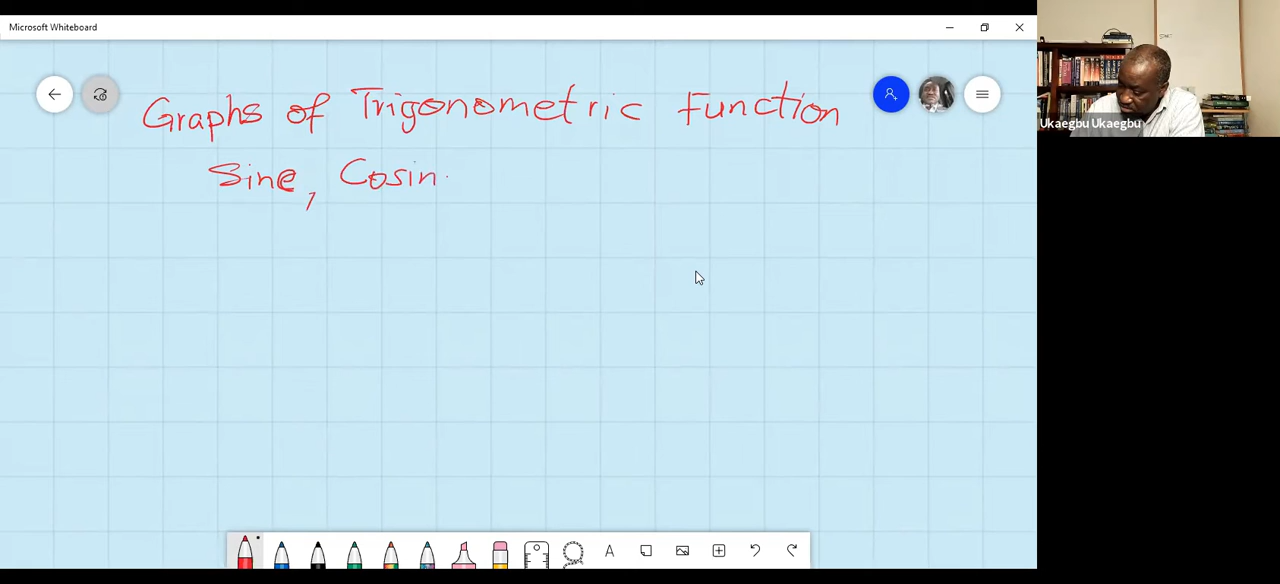 Microsoft Whiteboard
Graphs of Trigonometric Function
Sine, Cosin
Ukaegbu Ukaegbu
A